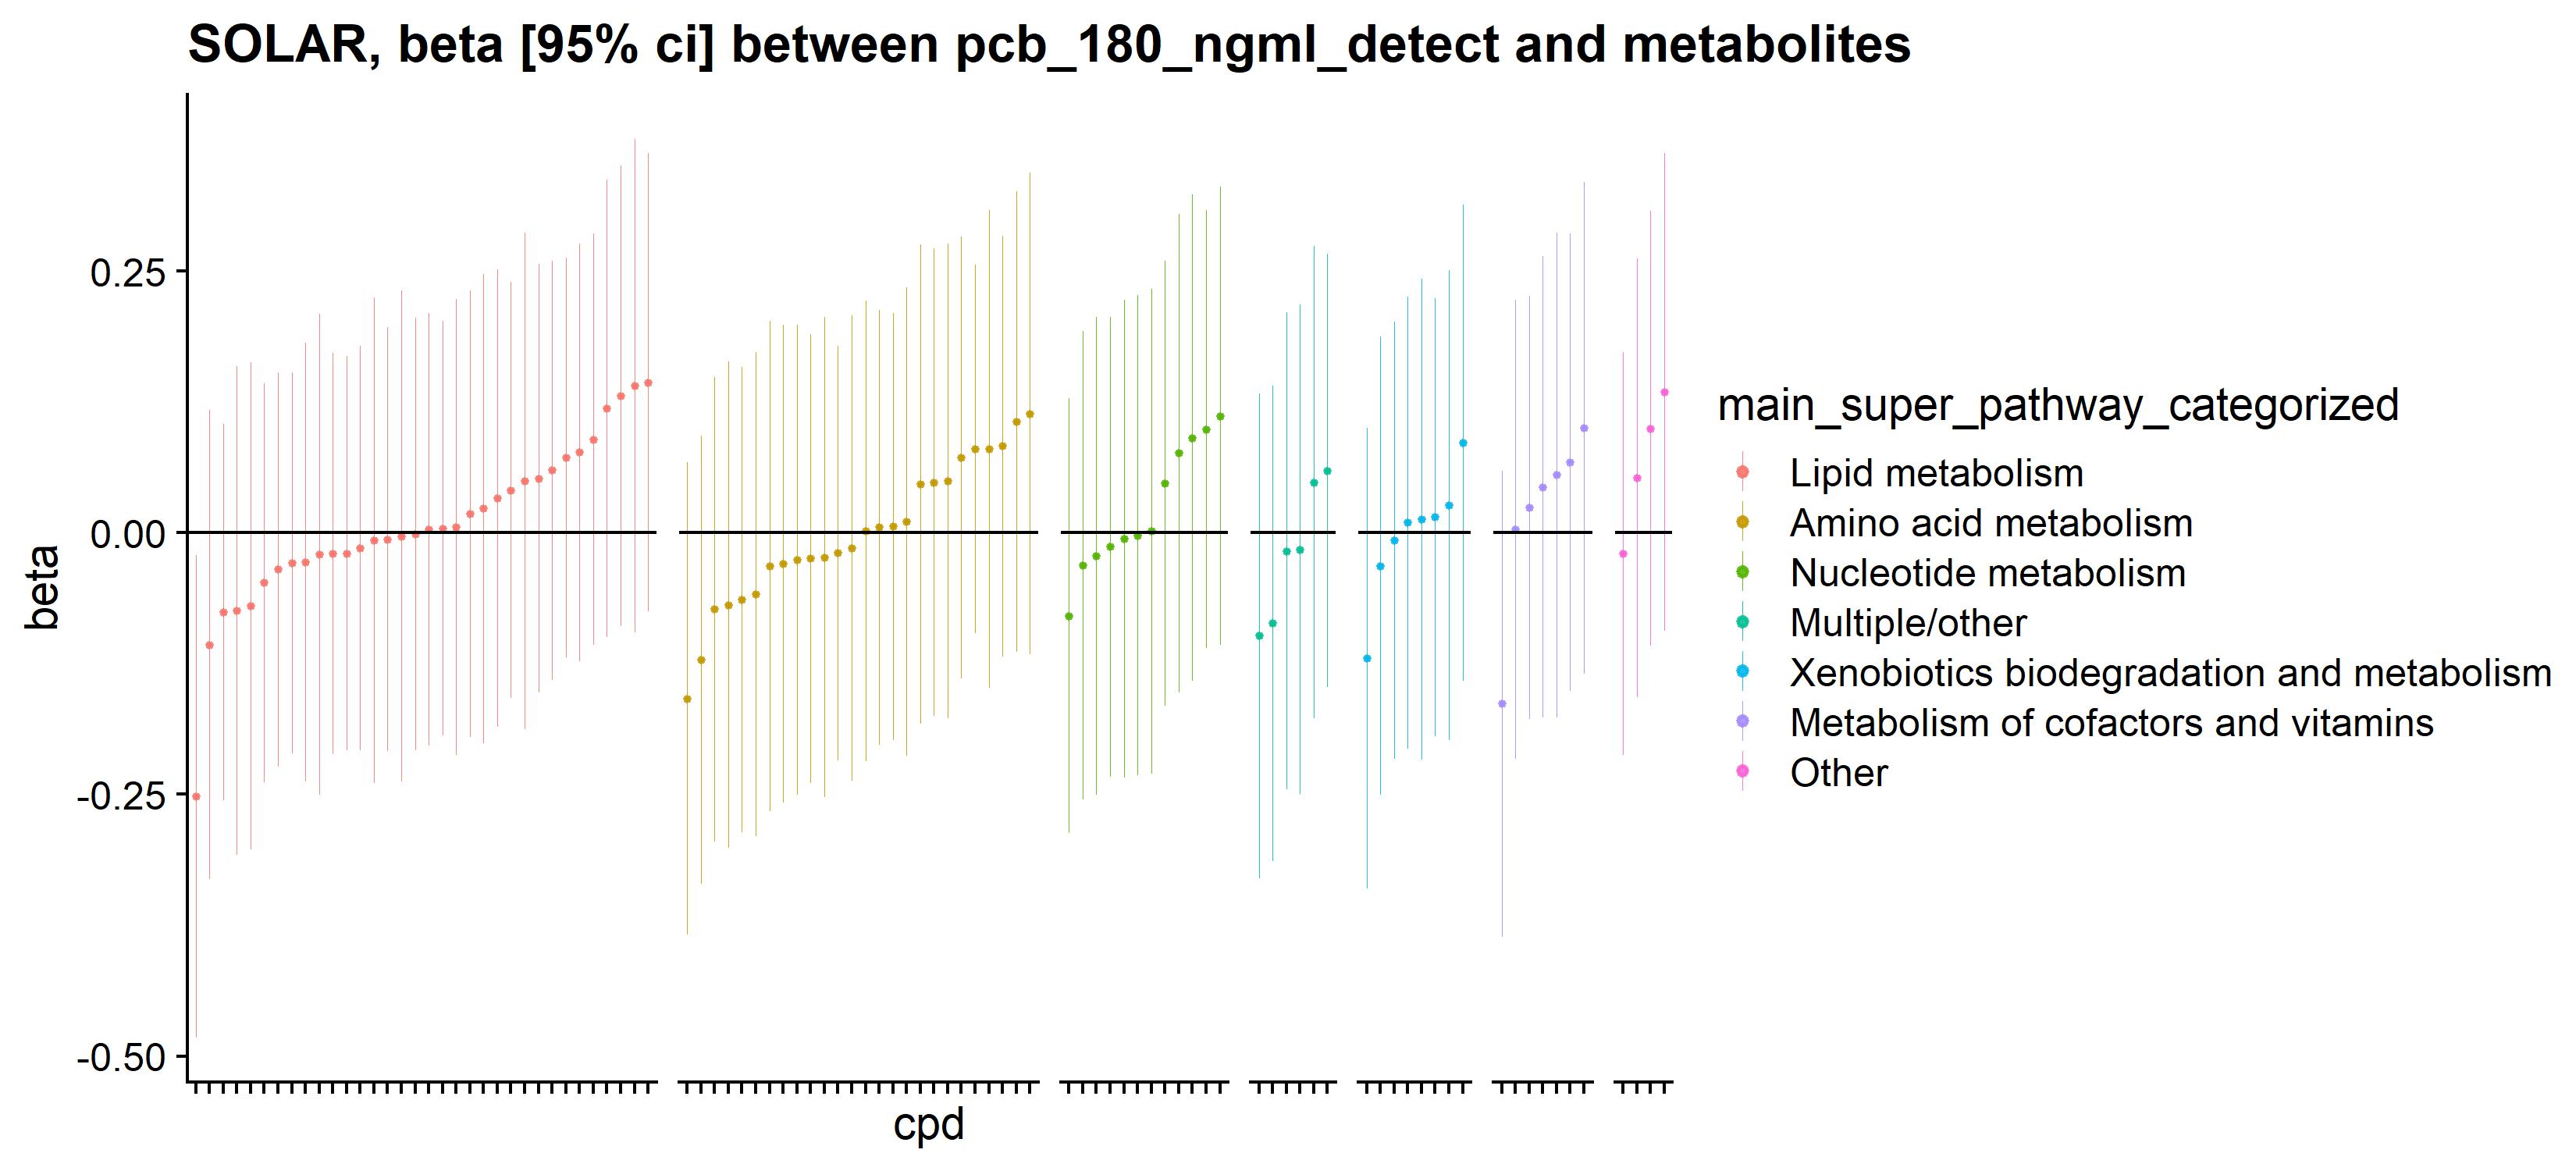 SOLAR, beta [95% ci] between pcb_180_ngml_detect and metabolites
0.25
0.00
-0.25
-0.50
beta
cpd
main_super_pathway_categorized
Lipid metabolism
Amino acid metabolism
Nucleotide metabolism
Multiple/other
Xenobiotics biodegradation and metabolism
Metabolism of cofactors and vitamins
Other